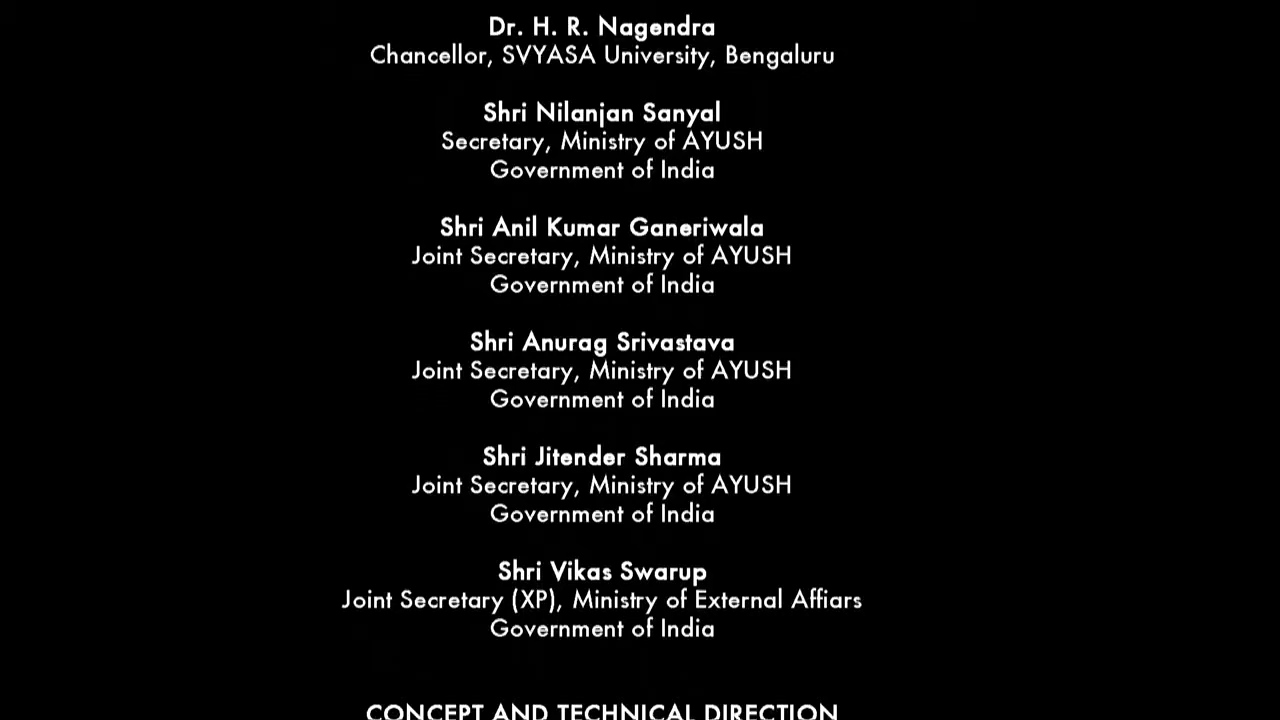 Dr. H. R. Nagendra
Chancellor, SVYASA University, Bengaluru
Shri Nilanjan Sanyal
Secretary, Ministry of AYUSH
Government of India
Shri Anil Kumar Ganeriwala
Joint Secretary, Ministry of AYUSH
Government of India
Shri Anurag Srivastava
Joint Secretary, Ministry of AYUSH
Government of India
Shri Jitender Sharma
Joint Secretary, Ministry of AYUSH
Government of India
Shri Vikas Swarup
Joint Secretary (XP), Ministry of External Affiars
Government of India
CONCEPT AND TECHNICAL DIRECTION